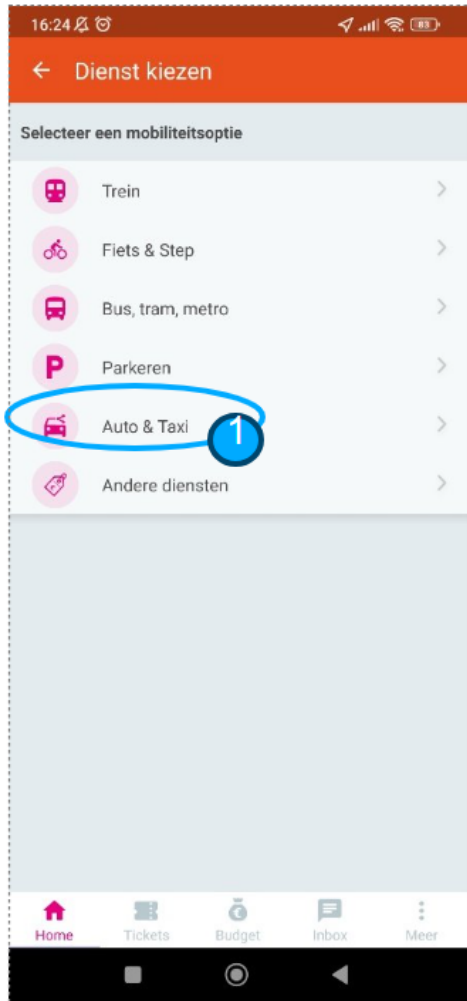 16:24
83
Dienst kiezen
Selecteer een mobiliteitsoptie
Trein
Fiets & Step
Bus, tram, metro
P
Parkeren
Auto & Taxi
1
Andere diensten
€
Home
Tickets
Budget
Inbox
Meer